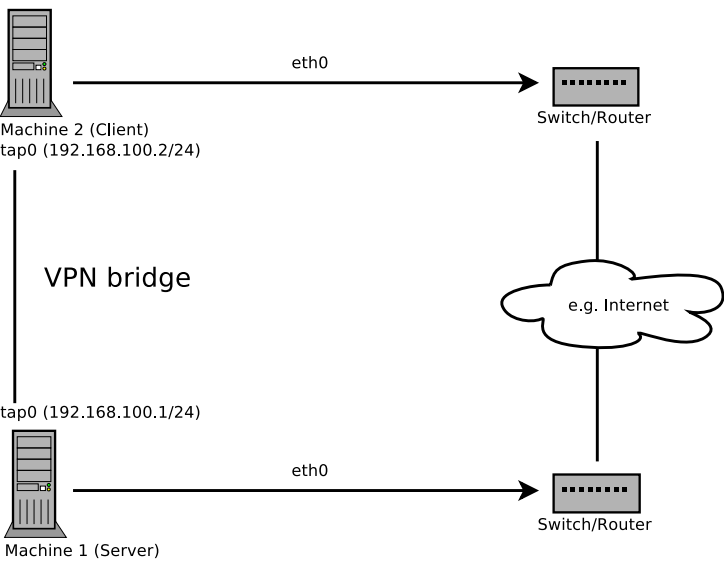 eth0
Switch/Router
Machine 2 (Client)
tap0 (192.168.100.2/24)
VPN bridge
e.g. Internet
tap0 (192.168.100.1/24)
eth0
Switch/Router
Machine 1 (Server)